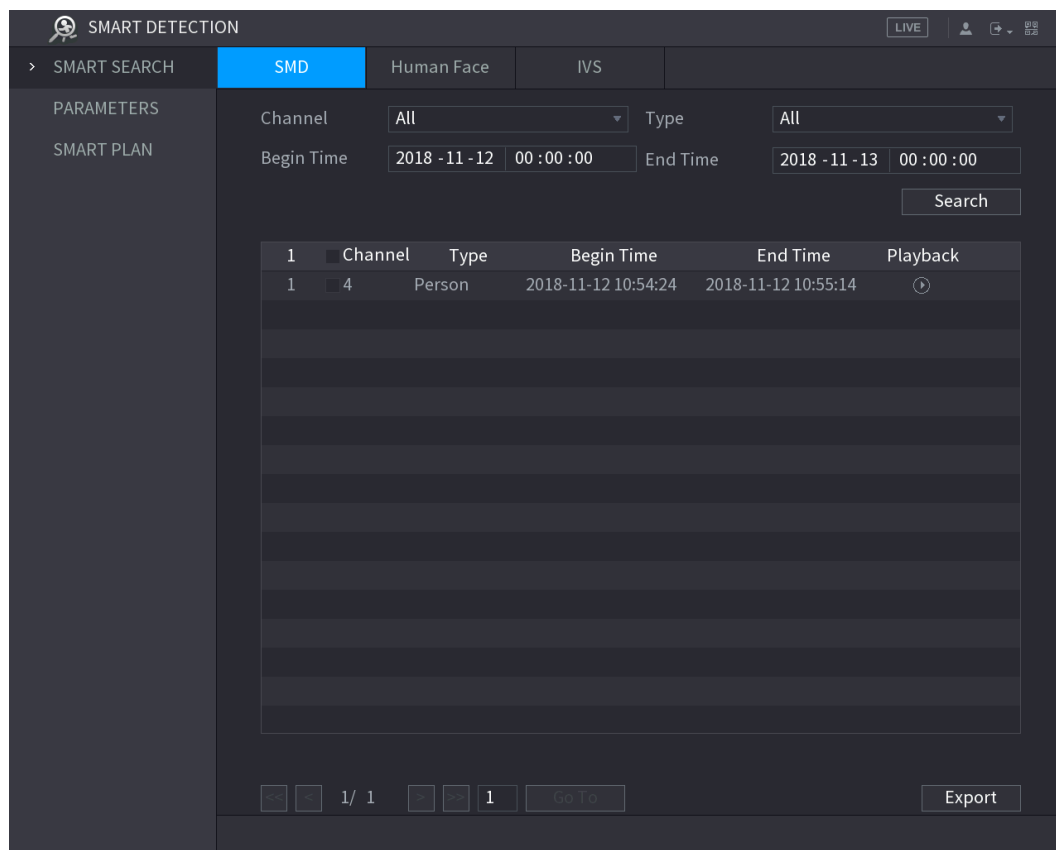 SMART DETECTION LIVE
> SMART SEARCH SMD Human Face IVS
PARAMETERS
SMART PLAN
Channel All Type All
Begin Time 2018 -11 -12 00 :00 :00 End Time 2018 -11 -13 00 :00 :00
Search
1 Channel Type Begin Time End Time Playback
1 4 Person 2018-11-12 10:54:24 2018-11-12 10:55:14
<< < 1/ 1 > >> 1 Go To Export